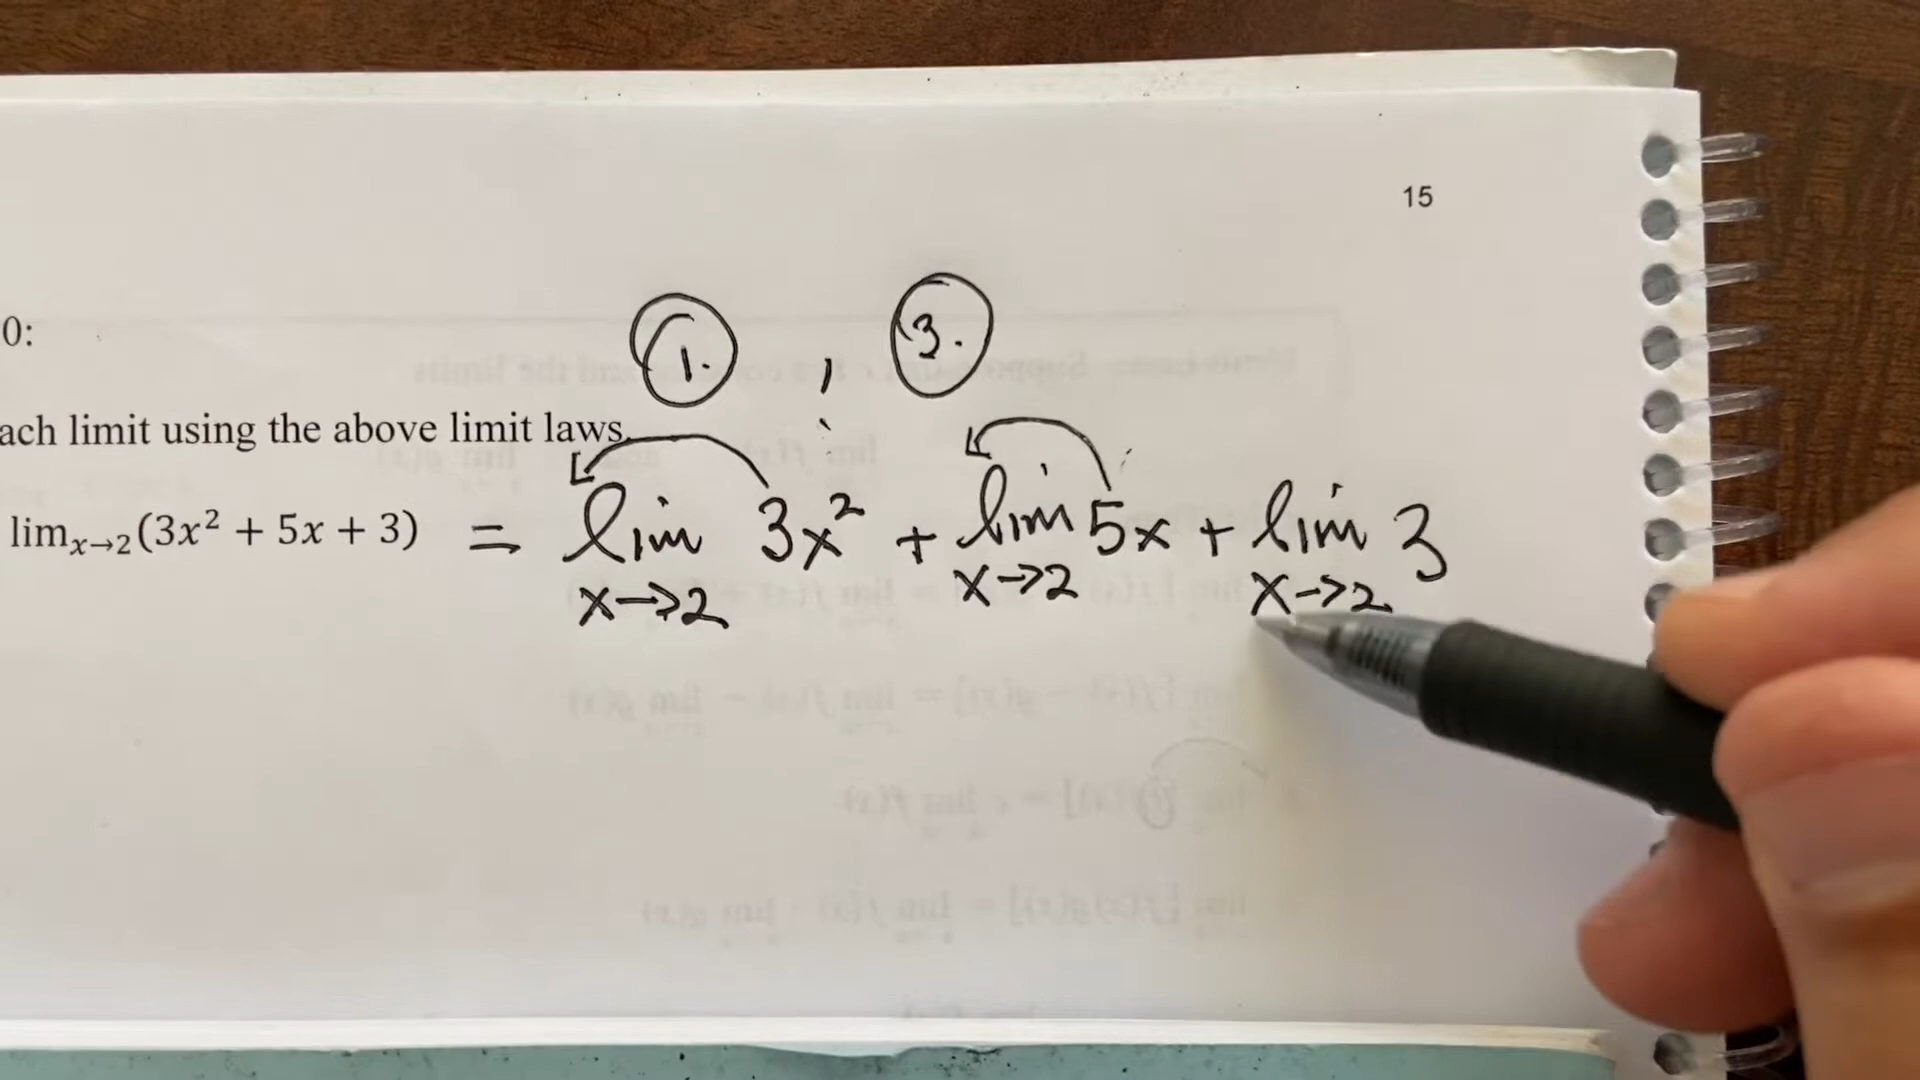 15
1. , 3.
0:
ach limit using the above limit laws.
limₓ→₂(3x² + 5x + 3) = lim 3x² + lim 5x + lim 3
x→2 x→2 x→2